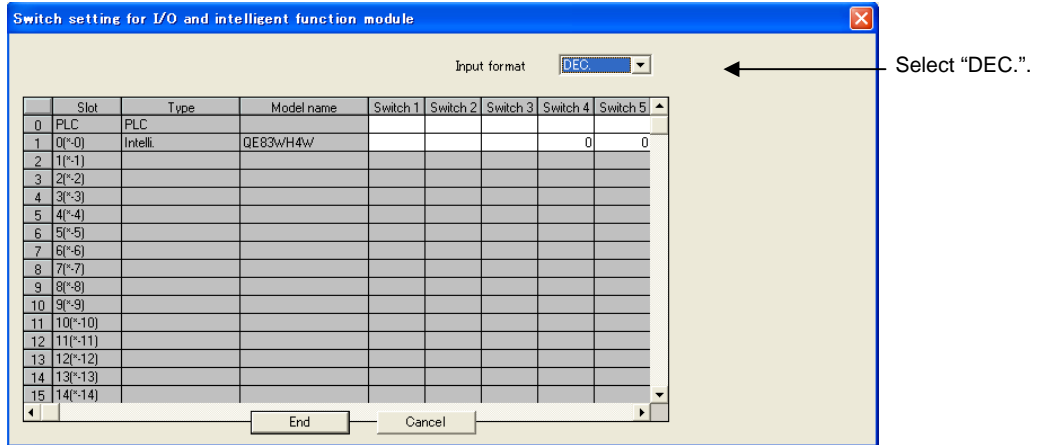 Switch setting for I/O and intelligent function module
Input format DEC. Select “DEC.”.
Slot Type Model name Switch 1 Switch 2 Switch 3 Switch 4 Switch 5
0 PLC PLC
1 0(*-0) Intelli. QE83WH4W 0 0
2 1(*-1)
3 2(*-2)
4 3(*-3)
5 4(*-4)
6 5(*-5)
7 6(*-6)
8 7(*-7)
9 8(*-8)
10 9(*-9)
11 10(*-10)
12 11(*-11)
13 12(*-12)
14 13(*-13)
15 14(*-14)
End Cancel